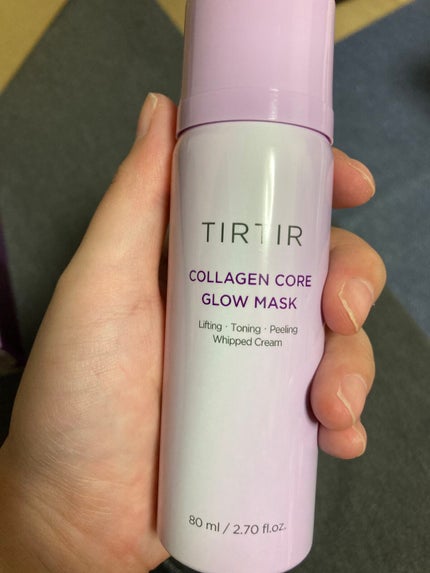 TIRTIR
COLLAGEN CORE
GLOW MASK
Lifting · Toning · Peeling
Whipped Cream
80 ml / 2.70 fl.oz.